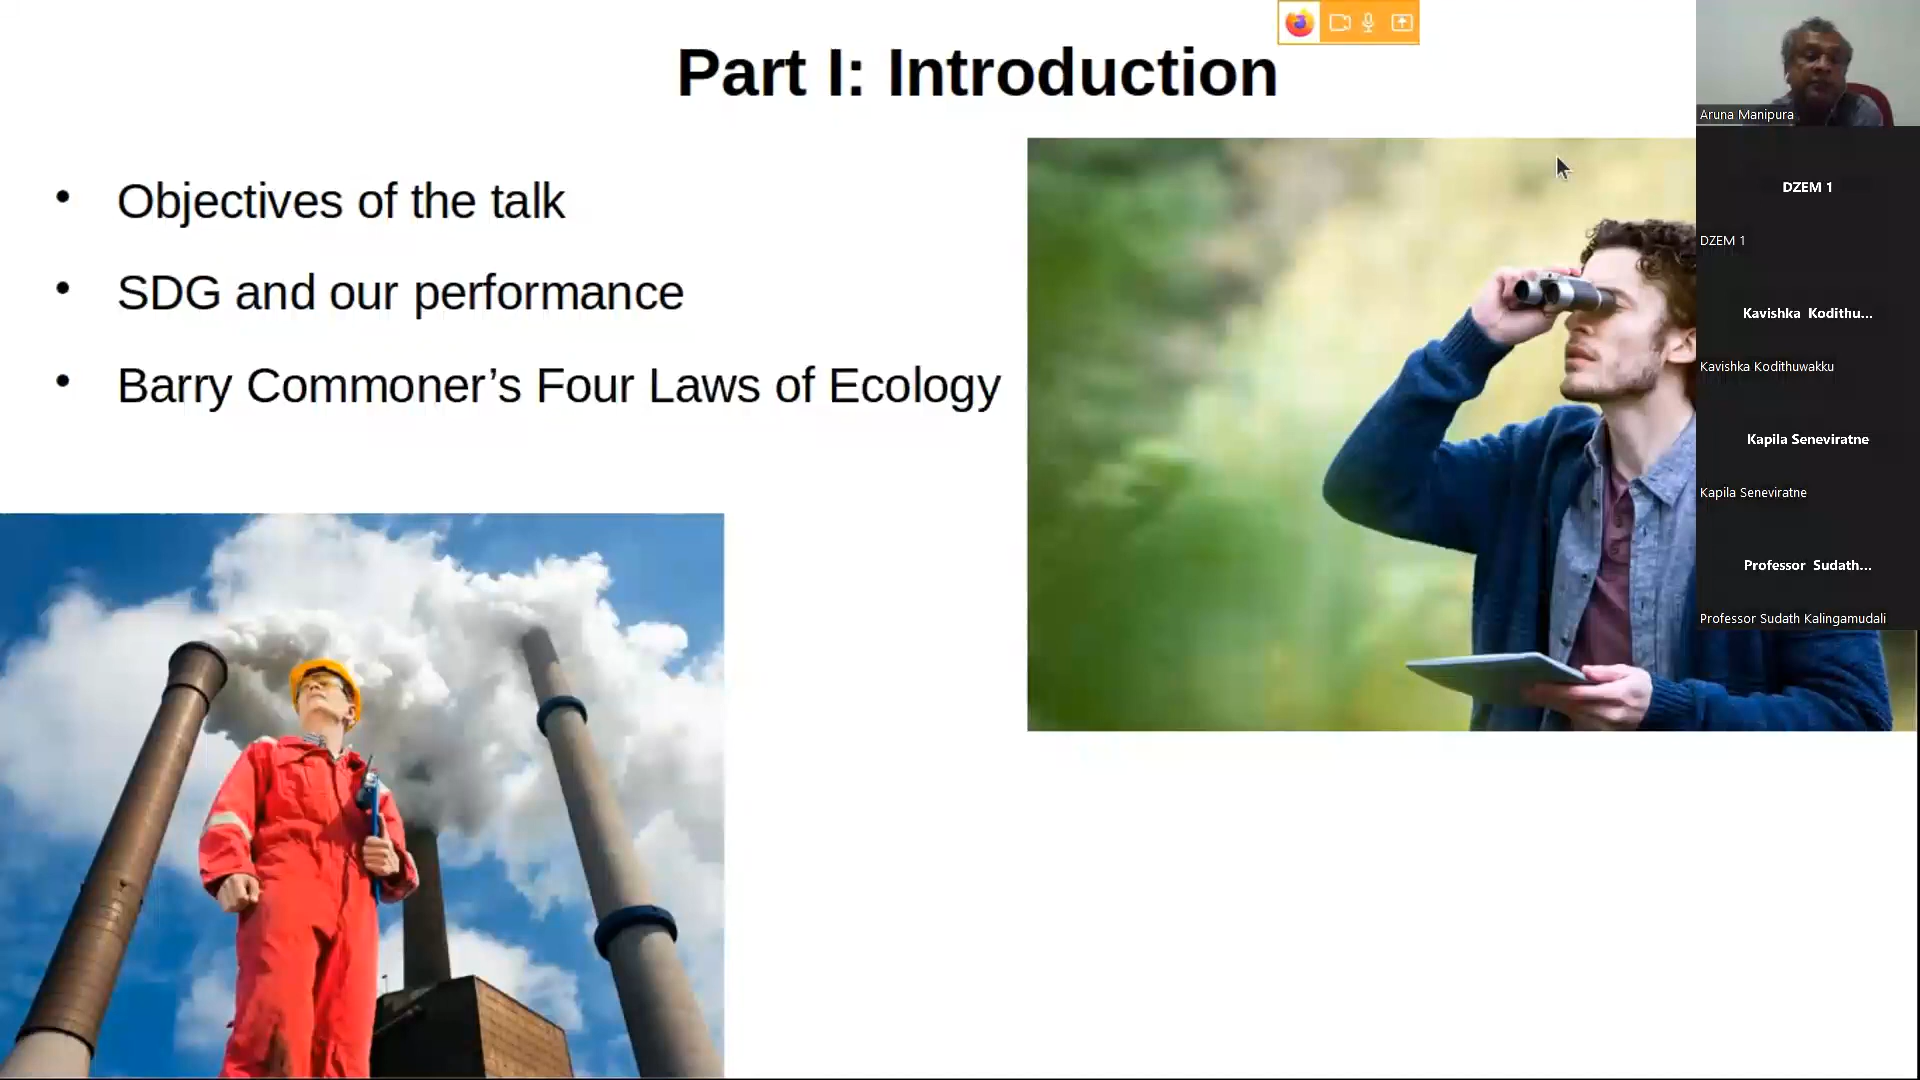 Part I: Introduction
• Objectives of the talk
• SDG and our performance
• Barry Commoner’s Four Laws of Ecology
Aruna Manipura
DZEM 1
DZEM 1
Kavishka Kodithu...
Kavishka Kodithuwakku
Kapila Seneviratne
Kapila Seneviratne
Professor Sudath...
Professor Sudath Kalingamudali